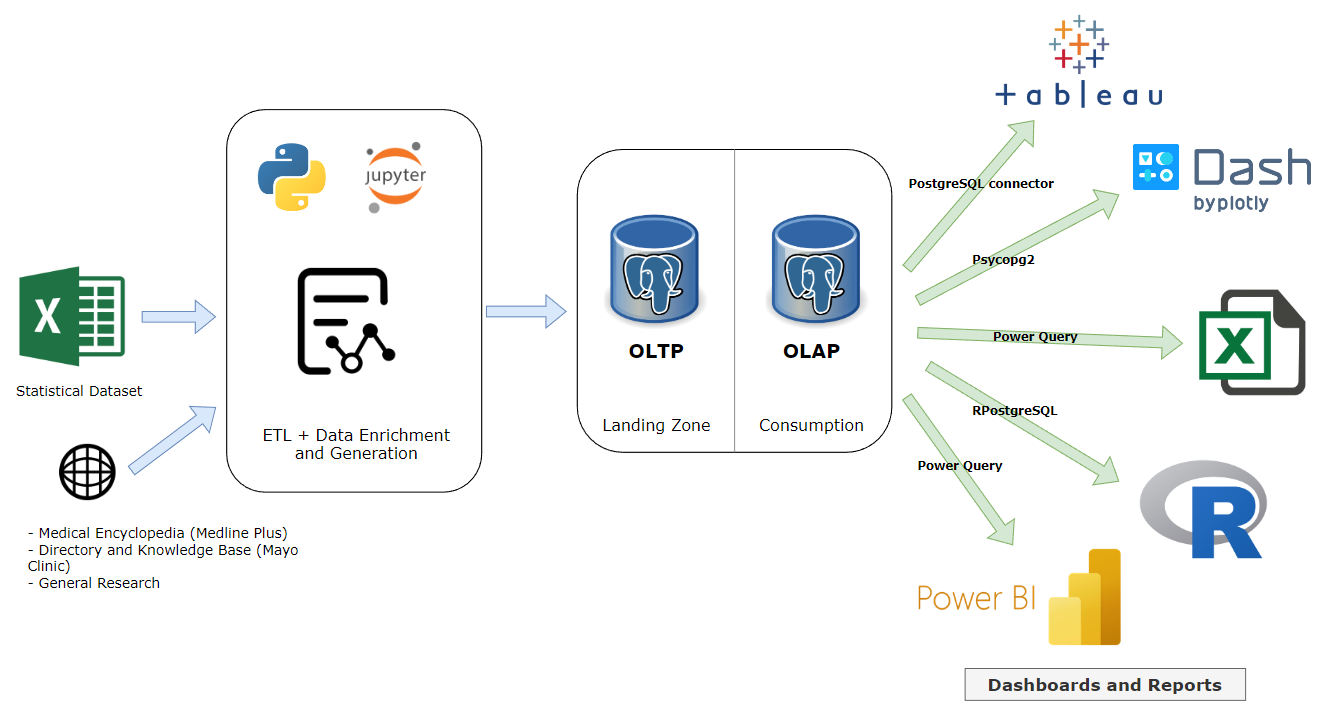 tableau
PostgreSQL connector
Dash
by plotly
Psycopg2
jupyter
X
Statistical Dataset
ETL + Data Enrichment
and Generation
- Medical Encyclopedia (Medline Plus)
- Directory and Knowledge Base (Mayo
Clinic)
- General Research
OLTP
OLAP
Landing Zone
Consumption
Power Query
X
RPostgreSQL
R
Power Query
Power BI
Dashboards and Reports